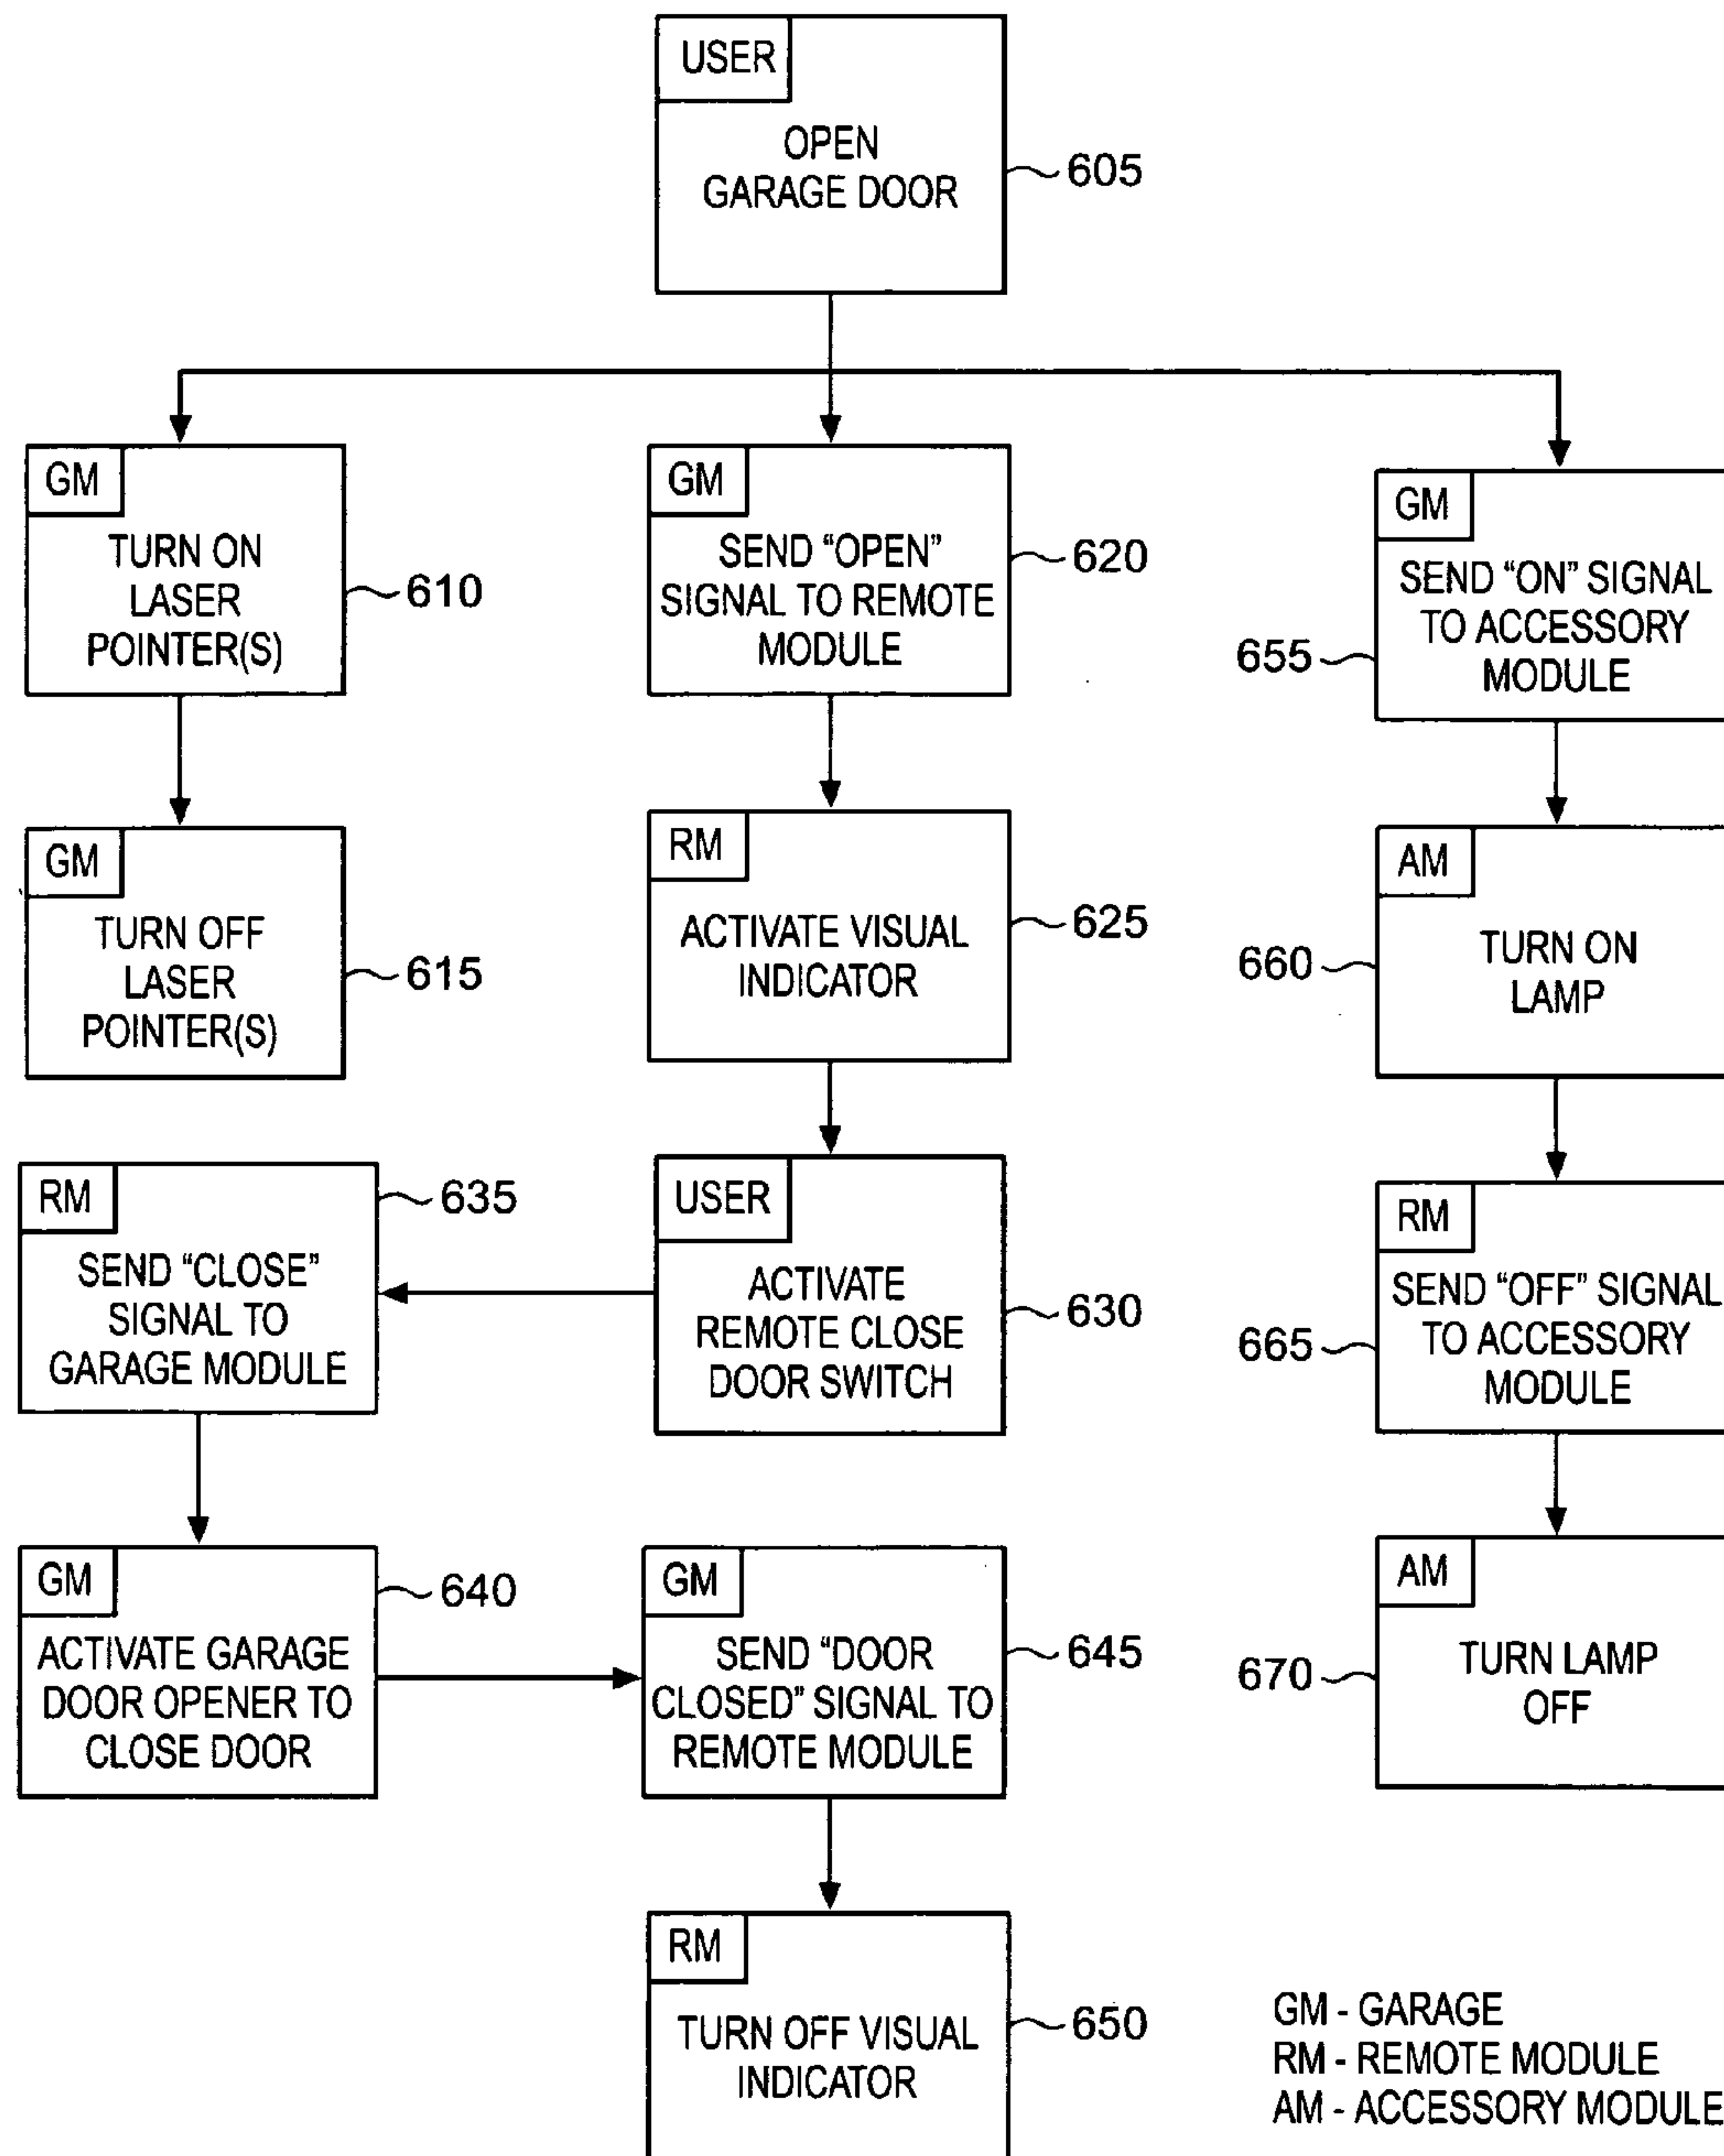 USER
OPEN
GARAGE DOOR
605
GM
TURN ON
LASER
POINTER(S)
610
GM
SEND “OPEN”
SIGNAL TO REMOTE
MODULE
620
GM
SEND “ON” SIGNAL
TO ACCESSORY
MODULE
655
GM
TURN OFF
LASER
POINTER(S)
615
RM
ACTIVATE VISUAL
INDICATOR
625
AM
TURN ON
LAMP
660
RM
SEND “CLOSE”
SIGNAL TO
GARAGE MODULE
635
USER
ACTIVATE
REMOTE CLOSE
DOOR SWITCH
630
RM
SEND “OFF” SIGNAL
TO ACCESSORY
MODULE
665
GM
ACTIVATE GARAGE
DOOR OPENER TO
CLOSE DOOR
640
GM
SEND “DOOR
CLOSED” SIGNAL TO
REMOTE MODULE
645
AM
TURN LAMP
OFF
670
RM
TURN OFF VISUAL
INDICATOR
650
GM - GARAGE
RM - REMOTE MODULE
AM - ACCESSORY MODULE